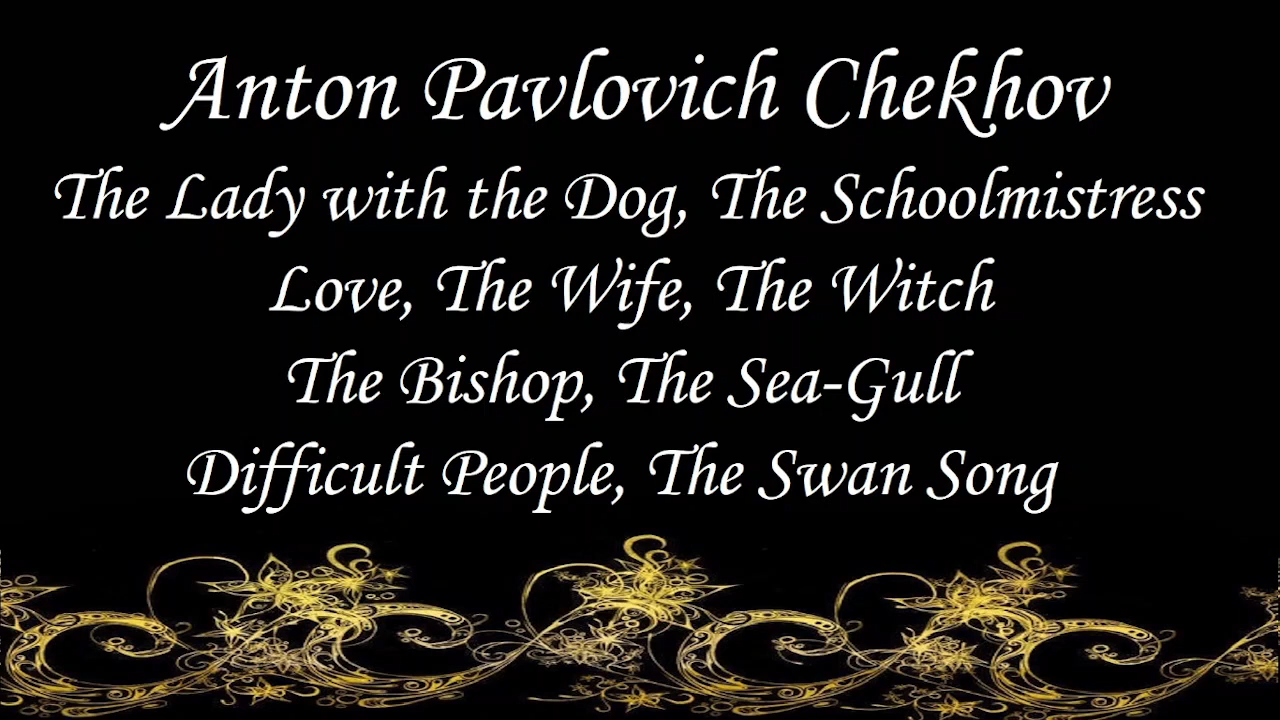 Anton Pavlovich Chekhov
The Lady with the Dog, The Schoolmistress
Love, The Wife, The Witch
The Bishop, The Sea-Gull
Difficult People, The Swan Song